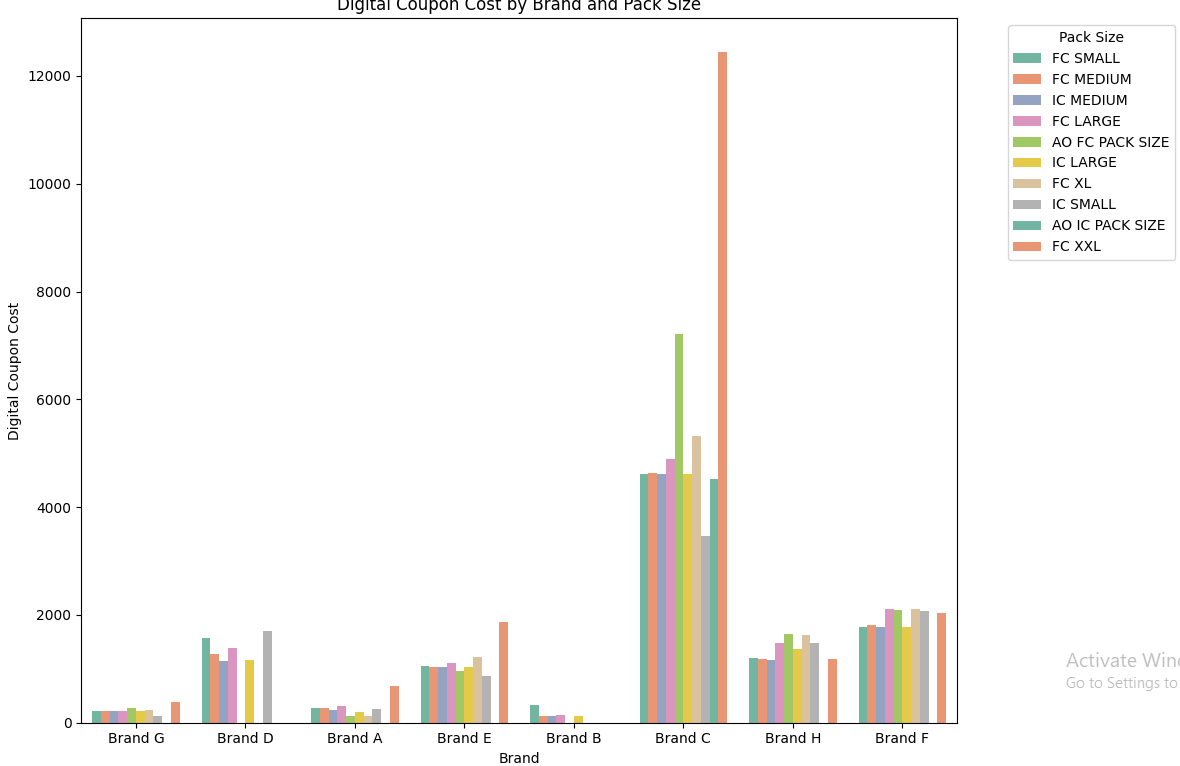 Digital Coupon Cost by Brand and Pack Size
Pack Size
FC SMALL
FC MEDIUM
IC MEDIUM
FC LARGE
AO FC PACK SIZE
IC LARGE
FC XL
IC SMALL
AO IC PACK SIZE
FC XXL
Digital Coupon Cost
12000
10000
8000
6000
4000
2000
0
Brand G
Brand D
Brand A
Brand E
Brand B
Brand C
Brand H
Brand F
Brand
Activate Win
Go to Settings to